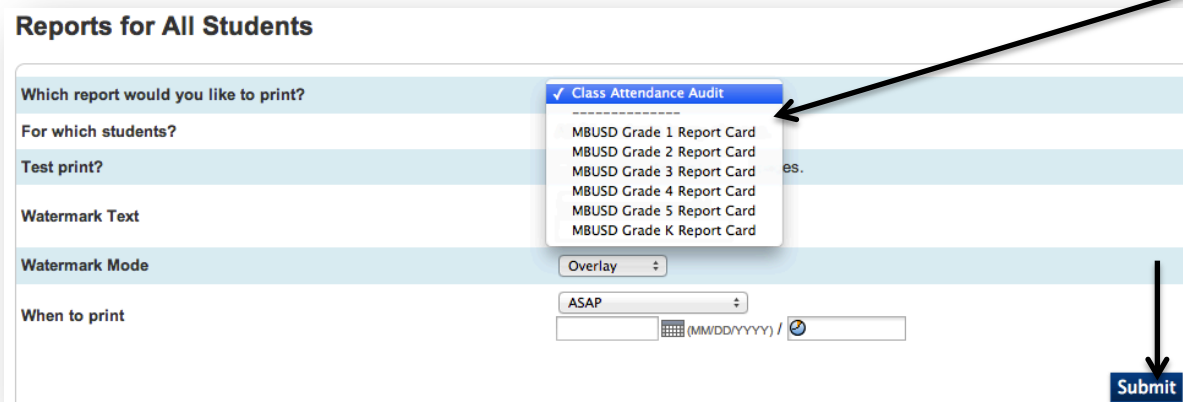 Reports for All Students
Which report would you like to print?
✓ Class Attendance Audit
--------------
For which students?
MBUSD Grade 1 Report Card
MBUSD Grade 2 Report Card
Test print?
MBUSD Grade 3 Report Card
es.
MBUSD Grade 4 Report Card
Watermark Text
MBUSD Grade 5 Report Card
MBUSD Grade K Report Card
Watermark Mode
Overlay
When to print
ASAP
(MM/DD/YYYY) /
Submit